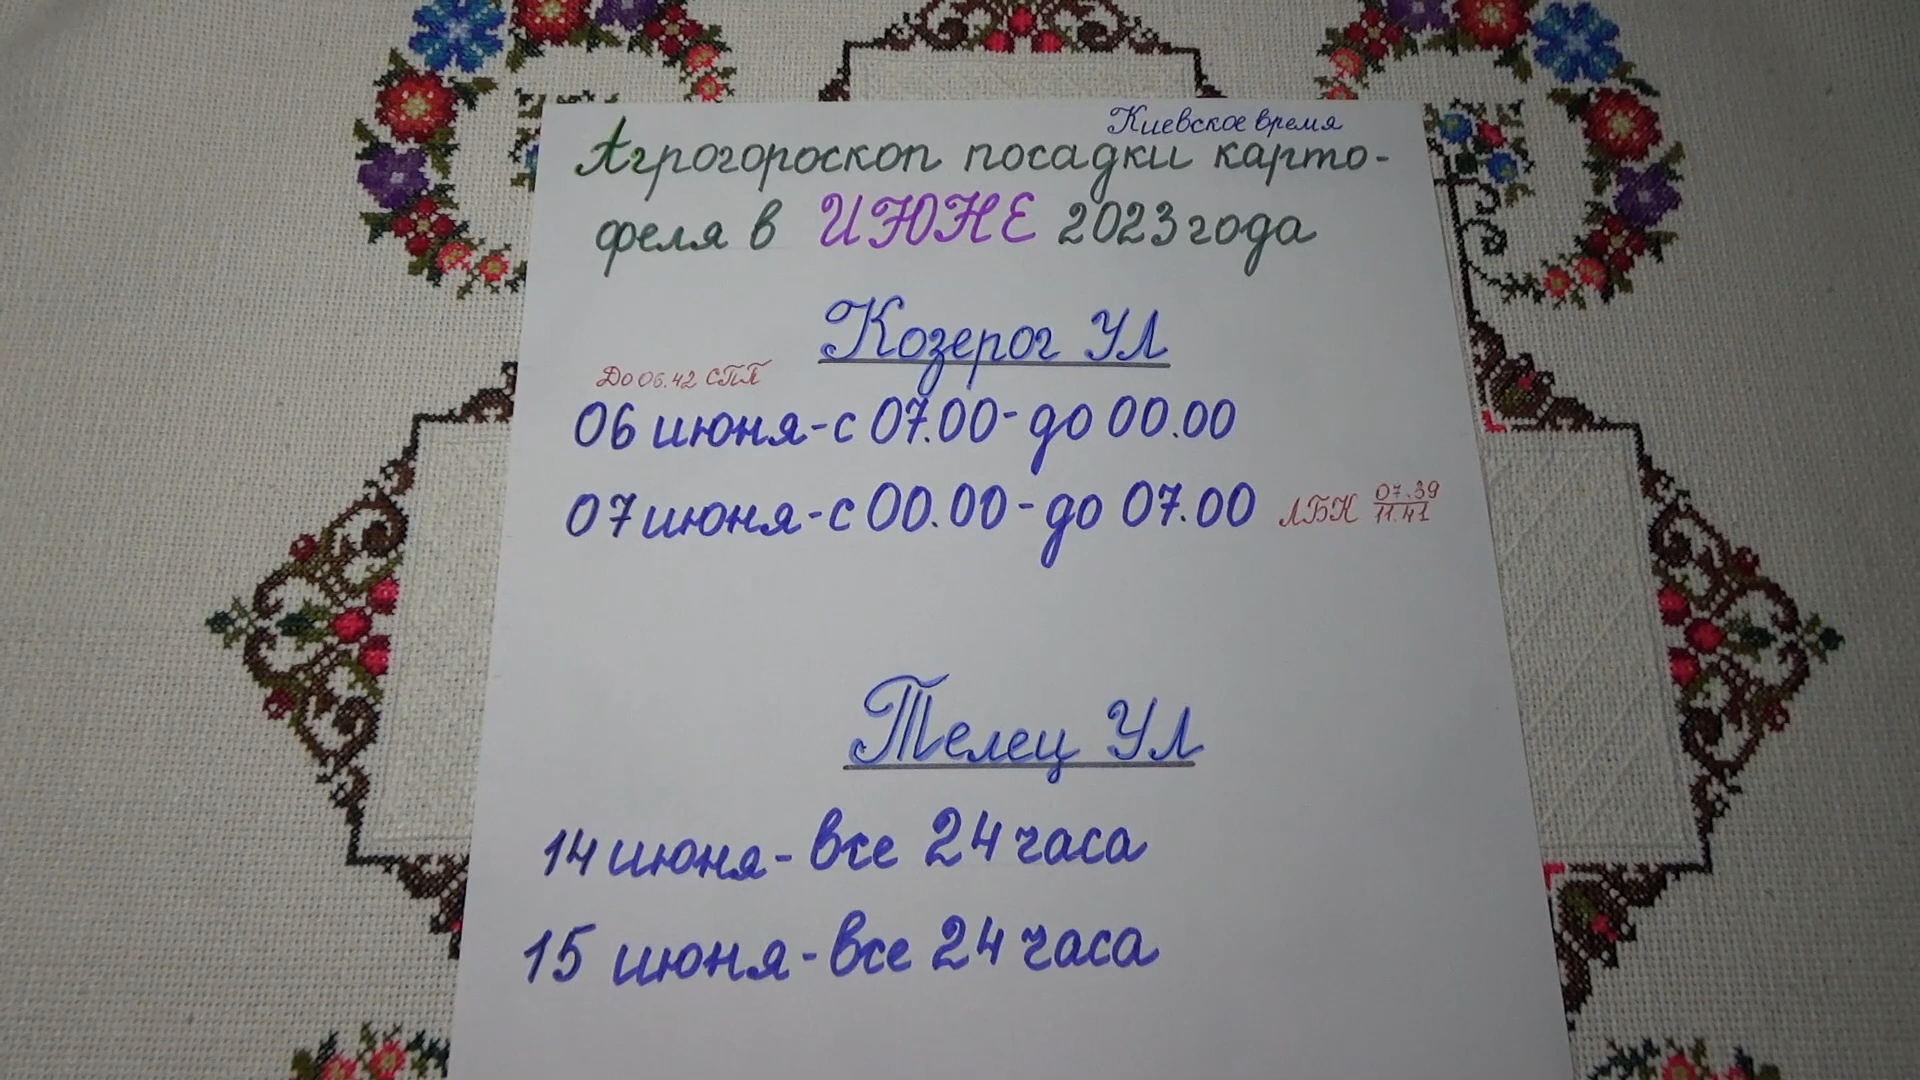 Киевское время
Агрогороскоп посадки карто-
феля в ИЮНЕ 2023 года
Козерог УЛ
До 06.42 СПП
06 июня-с 07.00-до 00.00
07 июня-с 00.00-до 07.00 ЛБК 07.39
11.41
Телец УЛ
14 июня-все 24 часа
15 июня-все 24 часа